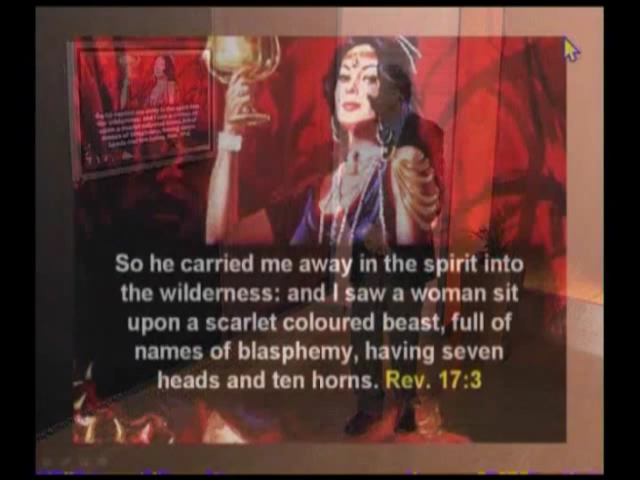 So he carried me away in the spirit into
the wilderness: and I saw a woman sit
upon a scarlet coloured beast, full of
names of blasphemy, having seven
heads and ten horns. Rev. 17:3